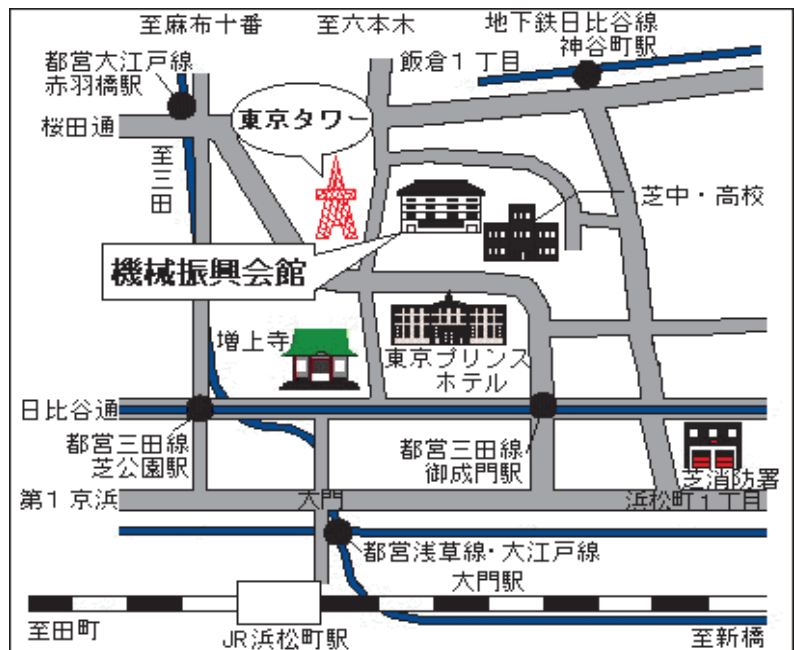 至麻布十番
至六本木
地下鉄日比谷線
神谷町駅
都営大江戸線
赤羽橋駅
飯倉1丁目
桜田通
東京タワー
至三田
芝中・高校
機械振興会館
増上寺
東京プリンス
ホテル
日比谷通
都営三田線
芝公園駅
都営三田線
御成門駅
芝消防署
第1京浜
大門
浜松町1丁目
都営浅草線・大江戸線
大門駅
至田町
JR浜松町駅
至新橋